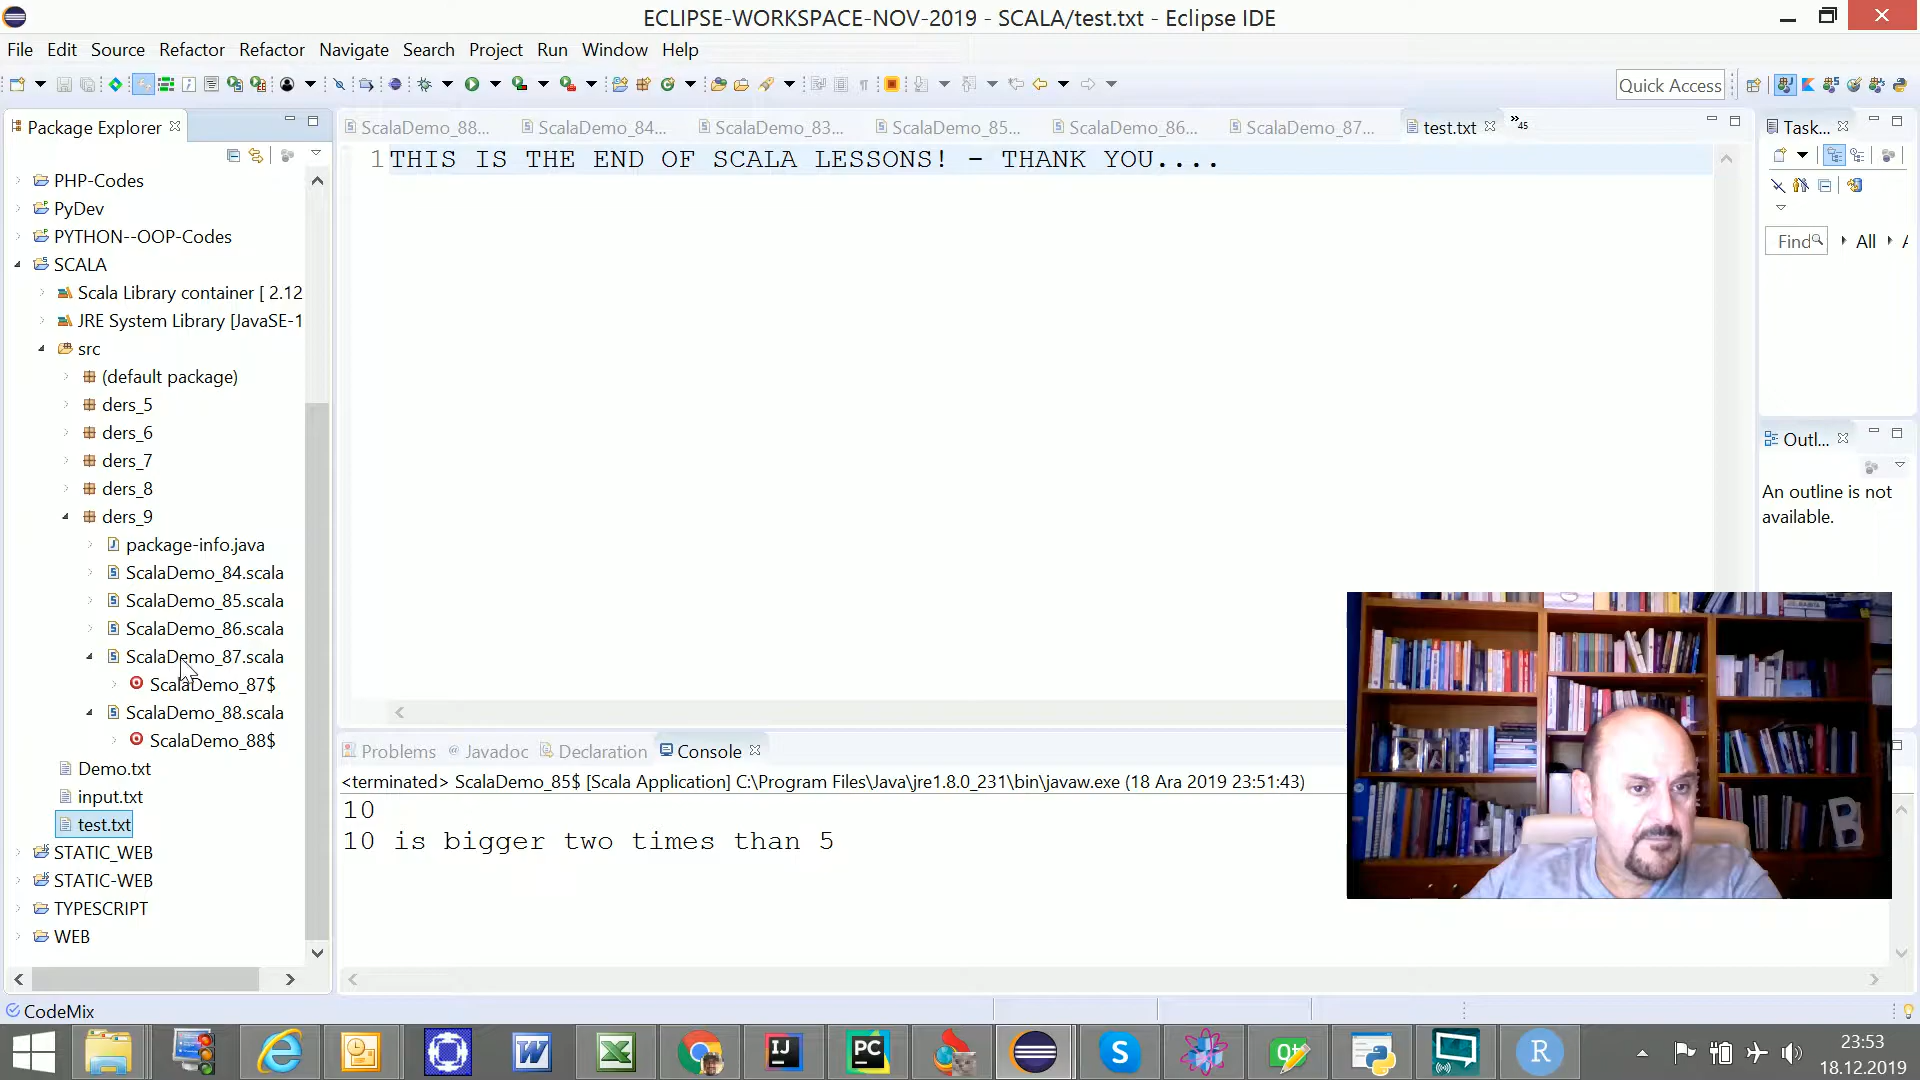 ECLIPSE-WORKSPACE-NOV-2019 - SCALA/test.txt - Eclipse IDE
File Edit Source Refactor Refactor Navigate Search Project Run Window Help
Quick Access
Package Explorer
ScalaDemo_88... ScalaDemo_84... ScalaDemo_83... ScalaDemo_85... ScalaDemo_86... ScalaDemo_87... test.txt »45
Task...
1 THIS IS THE END OF SCALA LESSONS! - THANK YOU....
PHP-Codes
PyDev
PYTHON--OOP-Codes
SCALA
Scala Library container [ 2.12
JRE System Library [JavaSE-1
src
(default package)
ders_5
ders_6
ders_7
ders_8
ders_9
package-info.java
ScalaDemo_84.scala
ScalaDemo_85.scala
ScalaDemo_86.scala
ScalaDemo_87.scala
ScalaDemo_87$
ScalaDemo_88.scala
ScalaDemo_88$
Demo.txt
input.txt
test.txt
STATIC_WEB
STATIC-WEB
TYPESCRIPT
WEB
Find All A
Outl...
An outline is not
available.
Problems Javadoc Declaration Console
<terminated> ScalaDemo_85$ [Scala Application] C:\Program Files\Java\jre1.8.0_231\bin\javaw.exe (18 Ara 2019 23:51:43)
10
10 is bigger two times than 5
CodeMix
23:53
18.12.2019